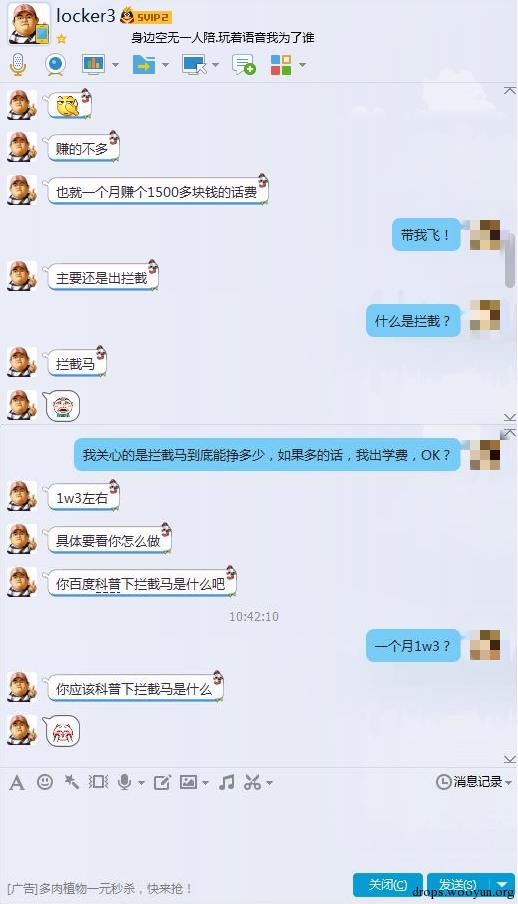 locker3 SVIP2
身边空无一人陪.玩着语音我为了谁
赚的不多
也就一个月赚个1500多块钱的话费
带我飞！
主要还是出拦截
什么是拦截？
拦截马
我关心的是拦截马到底能挣多少，如果多的话，我出学费，OK？
1w3左右
具体要看你怎么做
你百度科普下拦截马是什么吧
10:42:10
一个月1w3？
你应该科普下拦截马是什么
消息记录
[广告]多肉植物一元秒杀，快来抢！
关闭(C)
发送(S)
drops.wooyun.org